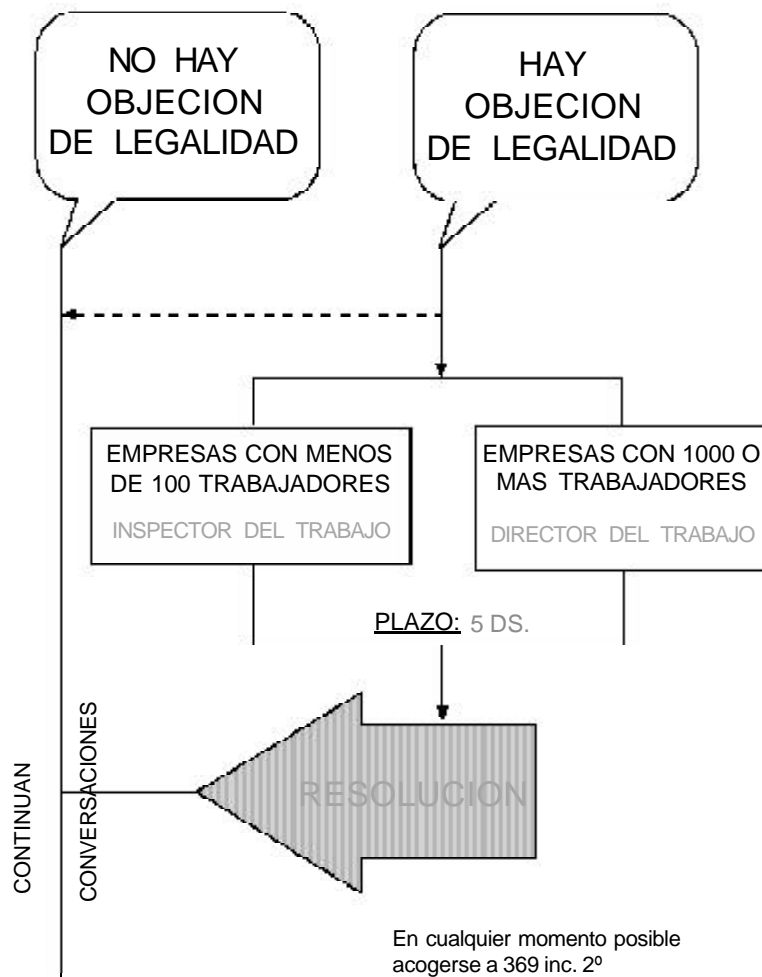 NO HAY
OBJECION
DE LEGALIDAD
HAY
OBJECION
DE LEGALIDAD
EMPRESAS CON MENOS
DE 100 TRABAJADORES
INSPECTOR DEL TRABAJO
EMPRESAS CON 1000 O
MAS TRABAJADORES
DIRECTOR DEL TRABAJO
PLAZO: 5 DS.
RESOLUCION
CONTINUAN
CONVERSACIONES
En cualquier momento posible
acogerse a 369 inc. 2º